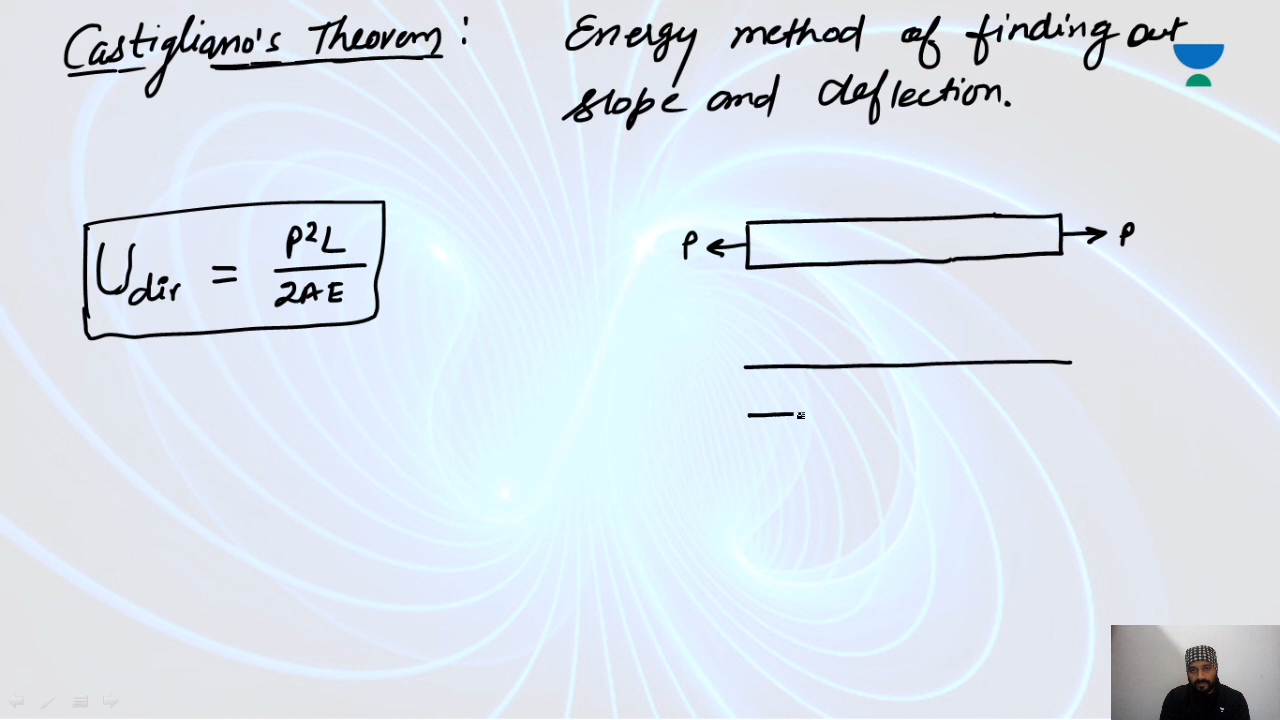 Castigliano's Theorem : Energy method of finding out
slope and deflection.
U_dir = P²L / 2AE
P P